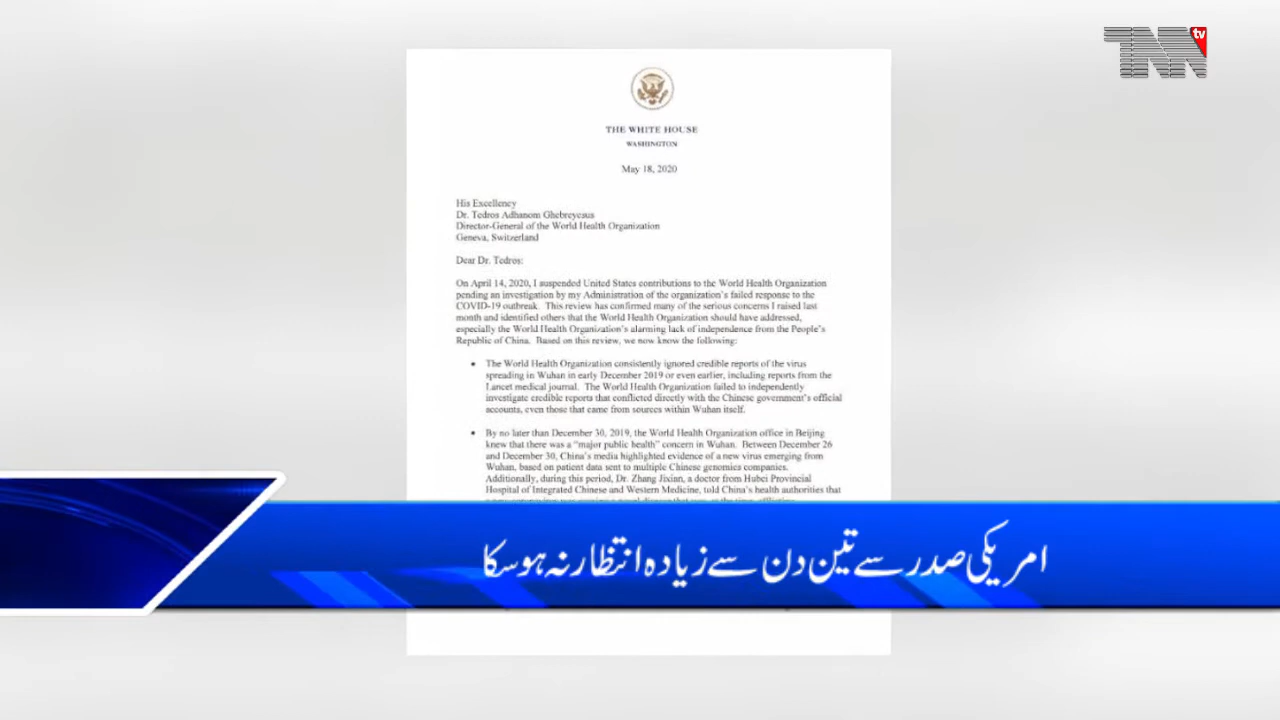 TNN tv
THE WHITE HOUSE
WASHINGTON
May 18, 2020
His Excellency
Dr. Tedros Adhanom Ghebreyesus
Director-General of the World Health Organization
Geneva, Switzerland
Dear Dr. Tedros:
On April 14, 2020, I suspended United States contributions to the World Health Organization
pending an investigation by my Administration of the organization's failed response to the
COVID-19 outbreak. This review has confirmed many of the serious concerns I raised last
month and identified others that the World Health Organization should have addressed,
especially the World Health Organization's alarming lack of independence from the People's
Republic of China. Based on this review, we now know the following:
• The World Health Organization consistently ignored credible reports of the virus
spreading in Wuhan in early December 2019 or even earlier, including reports from the
Lancet medical journal. The World Health Organization failed to independently
investigate credible reports that conflicted directly with the Chinese government's official
accounts, even those that came from sources within Wuhan itself.
• By no later than December 30, 2019, the World Health Organization office in Beijing
knew that there was a "major public health" concern in Wuhan. Between December 26
and December 30, China's media highlighted evidence of a new virus emerging from
Wuhan, based on patient data sent to multiple Chinese genomics companies.
Additionally, during this period, Dr. Zhang Jixian, a doctor from Hubei Provincial
Hospital of Integrated Chinese and Western Medicine, told China's health authorities that
امریکی صدر سے تین دن سے زیادہ انتظار نہ ہوسکا